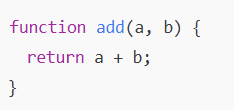 function add(a, b) {
  return a + b;
}